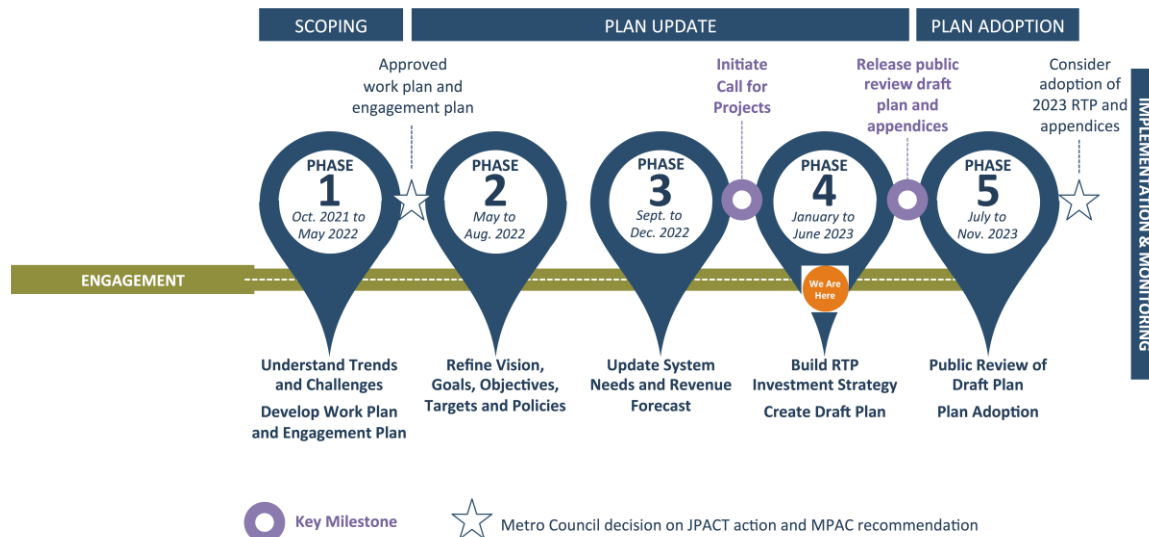 SCOPING
PLAN UPDATE
PLAN ADOPTION
Approved
work plan and
engagement plan
Initiate
Call for
Projects
Release public
review draft
plan and
appendices
Consider
adoption of
2023 RTP and
appendices
PHASE
1
Oct. 2021 to
May 2022
PHASE
2
May to
Aug. 2022
PHASE
3
Sept. to
Dec. 2022
PHASE
4
January to
June 2023
PHASE
5
July to
Nov. 2023
IMPLEMENTATION & MONITORING
ENGAGEMENT
We Are
Here
Understand Trends
and Challenges
Develop Work Plan
and Engagement Plan
Refine Vision,
Goals, Objectives,
Targets and Policies
Update System
Needs and Revenue
Forecast
Build RTP
Investment Strategy
Create Draft Plan
Public Review of
Draft Plan
Plan Adoption
Key Milestone
Metro Council decision on JPACT action and MPAC recommendation